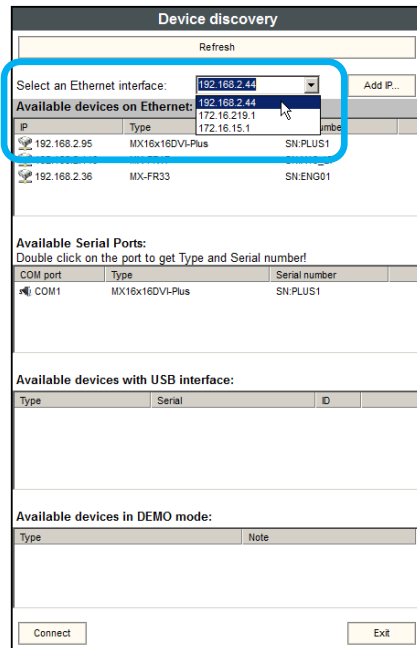 Device discovery
Refresh
Select an Ethernet interface: 192.168.2.44 Add IP...
192.168.2.44
172.16.219.1
172.16.15.1
Available devices on Ethernet:
IP Type
192.168.2.95 MX16x16DVI-Plus SN:PLUS1
192.168.2.36 MX-FR33 SN:ENG01
Available Serial Ports:
Double click on the port to get Type and Serial number!
COM port Type Serial number
COM1 MX16x16DVI-Plus SN:PLUS1
Available devices with USB interface:
Type Serial ID
Available devices in DEMO mode:
Type Note
Connect Exit